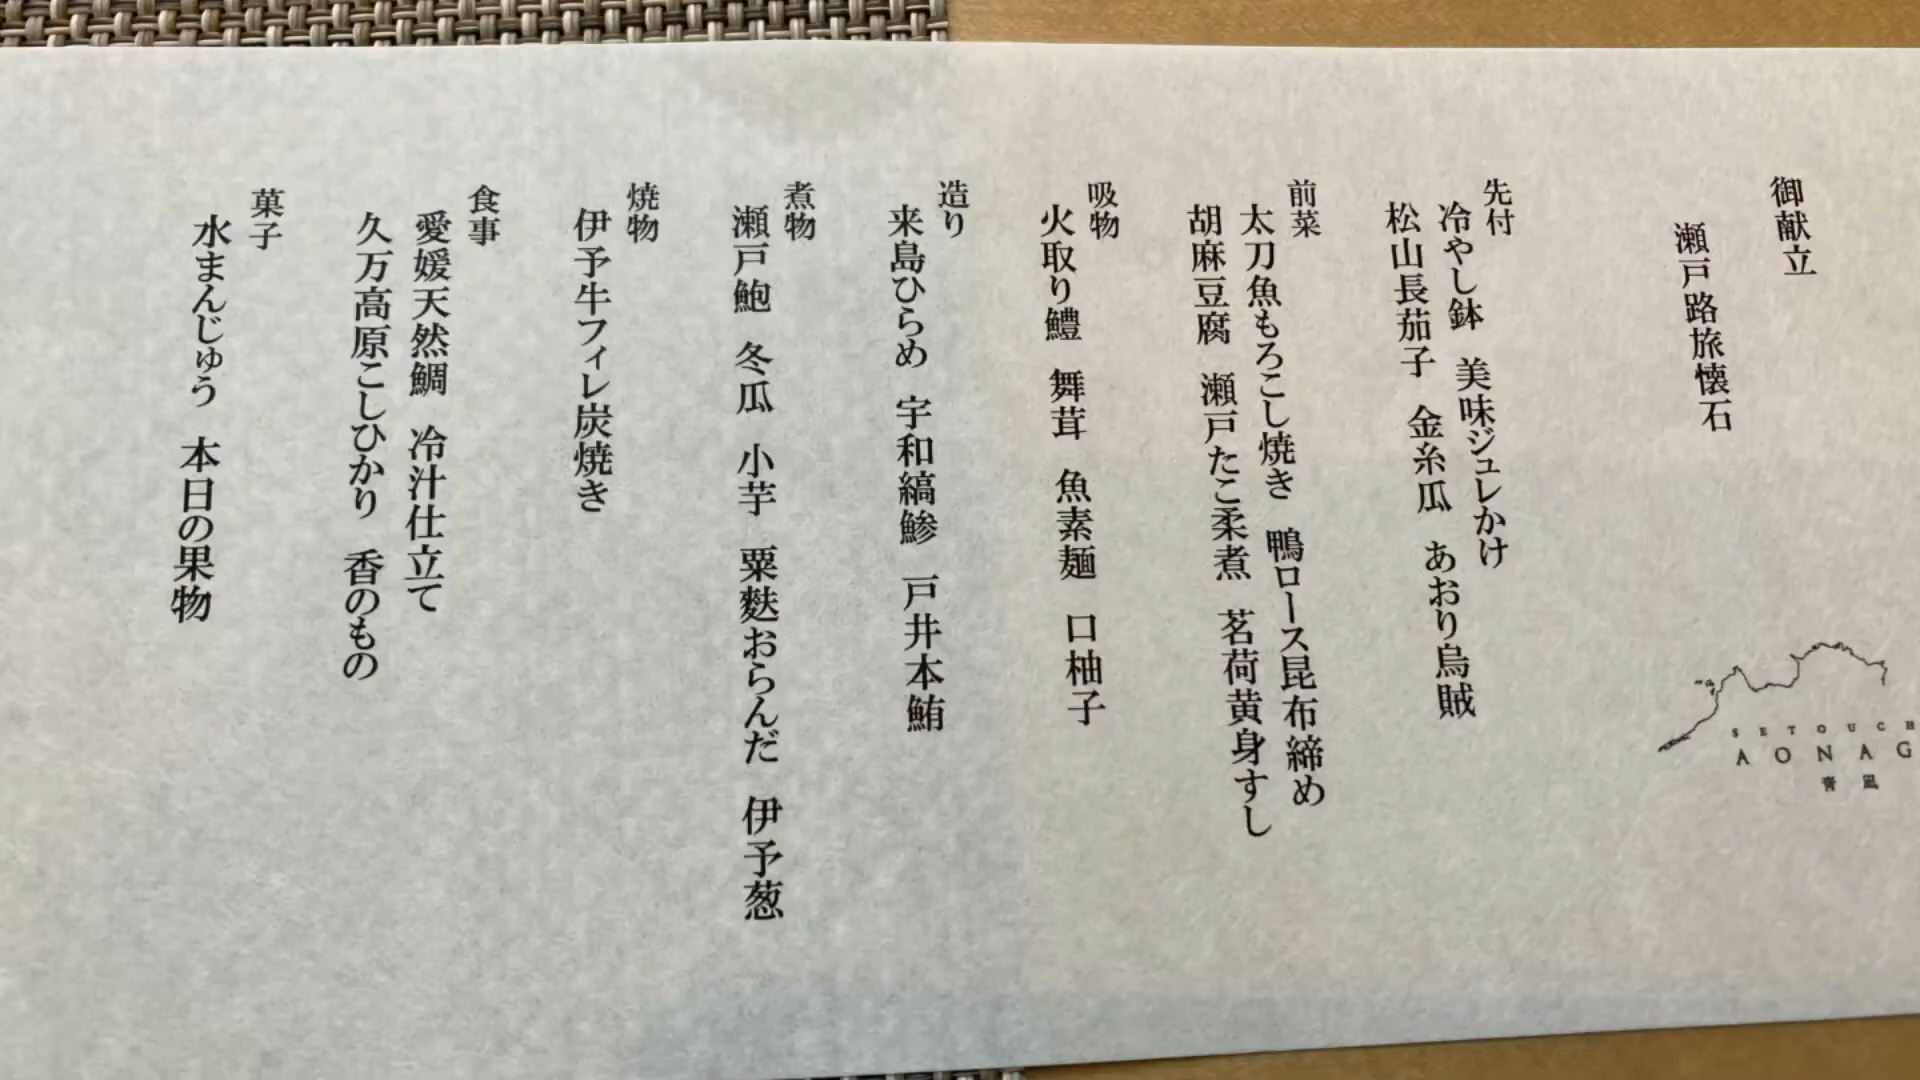 御献立
瀬戸路旅懐石
先付
冷やし鉢 美味ジュレかけ
松山長茄子 金糸瓜 あおり烏賊
前菜
太刀魚もろこし焼き 鴨ロース昆布締め
胡麻豆腐 瀬戸たこ柔煮 茗荷黄身すし
吸物
火取り鱧 舞茸 魚素麺 口柚子
造り
来島ひらめ 宇和縞鯵 戸井本鮪
煮物
瀬戸鮑 冬瓜 小芋 粟麩おらんだ 伊予葱
焼物
伊予牛フィレ炭焼き
食事
愛媛天然鯛 冷汁仕立て
久万高原こしひかり 香のもの
菓子
水まんじゅう 本日の果物
SETOUCH
AONAG
青凪